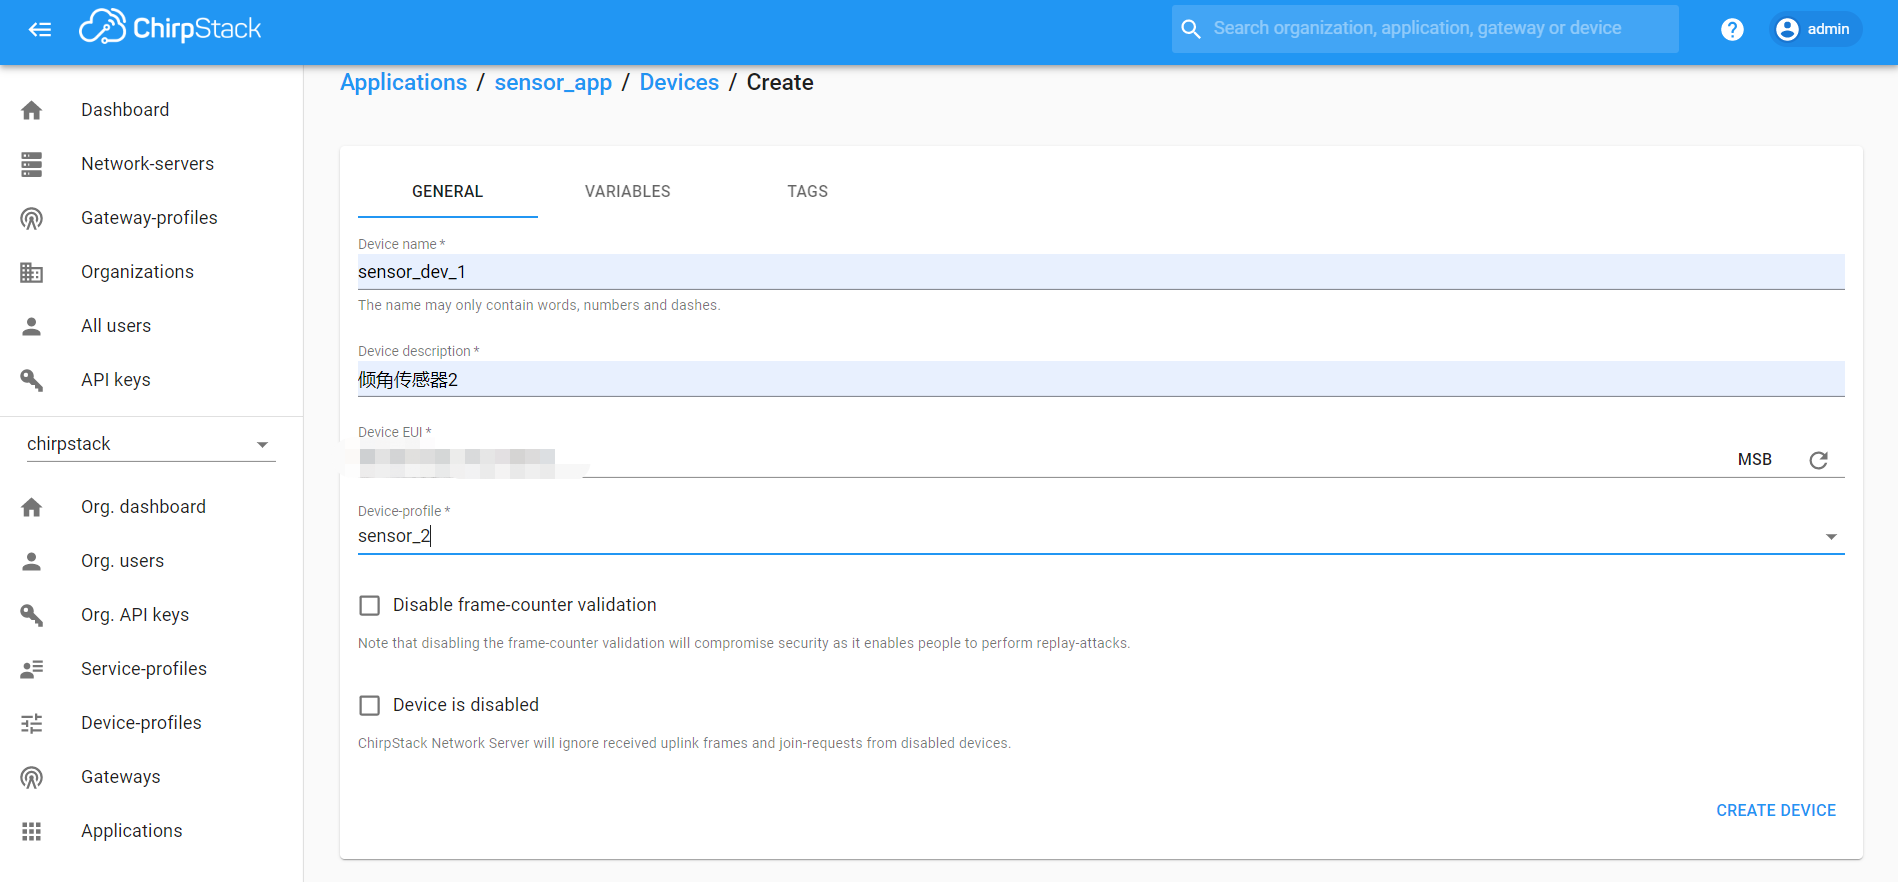 ChirpStack
Search organization, application, gateway or device
? admin
Applications / sensor_app / Devices / Create
Dashboard
Network-servers
Gateway-profiles
Organizations
All users
API keys
chirpstack
Org. dashboard
Org. users
Org. API keys
Service-profiles
Device-profiles
Gateways
Applications
GENERAL VARIABLES TAGS
Device name *
sensor_dev_1
The name may only contain words, numbers and dashes.
Device description *
倾角传感器2
Device EUI *
MSB
Device-profile *
sensor_2
Disable frame-counter validation
Note that disabling the frame-counter validation will compromise security as it enables people to perform replay-attacks.
Device is disabled
ChirpStack Network Server will ignore received uplink frames and join-requests from disabled devices.
CREATE DEVICE